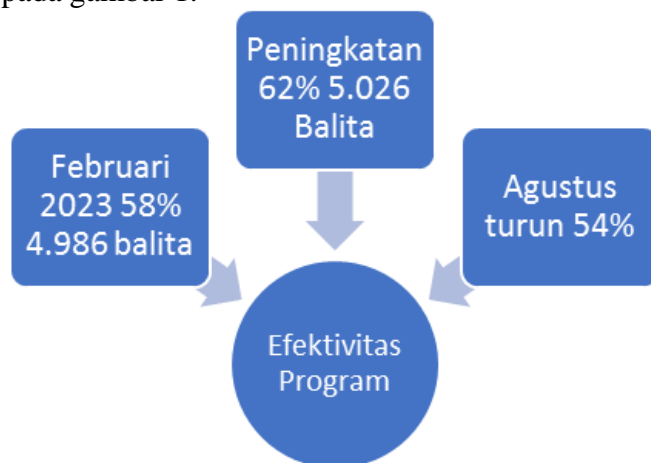 pada gambar 1.
Peningkatan
62% 5.026
Balita
Februari
2023 58%
4.986 balita
Agustus
turun 54%
Efektivitas
Program